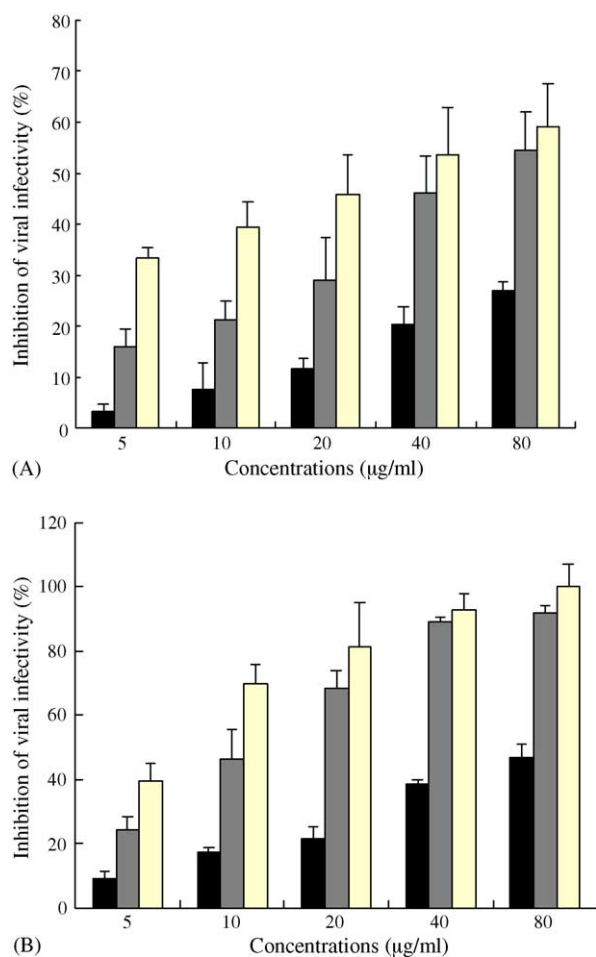 Inhibition of viral infectivity (%)
80
70
60
50
40
30
20
10
0
5 10 20 40 80
(A)
Concentrations (µg/ml)
Inhibition of viral infectivity (%)
120
100
80
60
40
20
0
5 10 20 40 80
(B)
Concentrations (µg/ml)